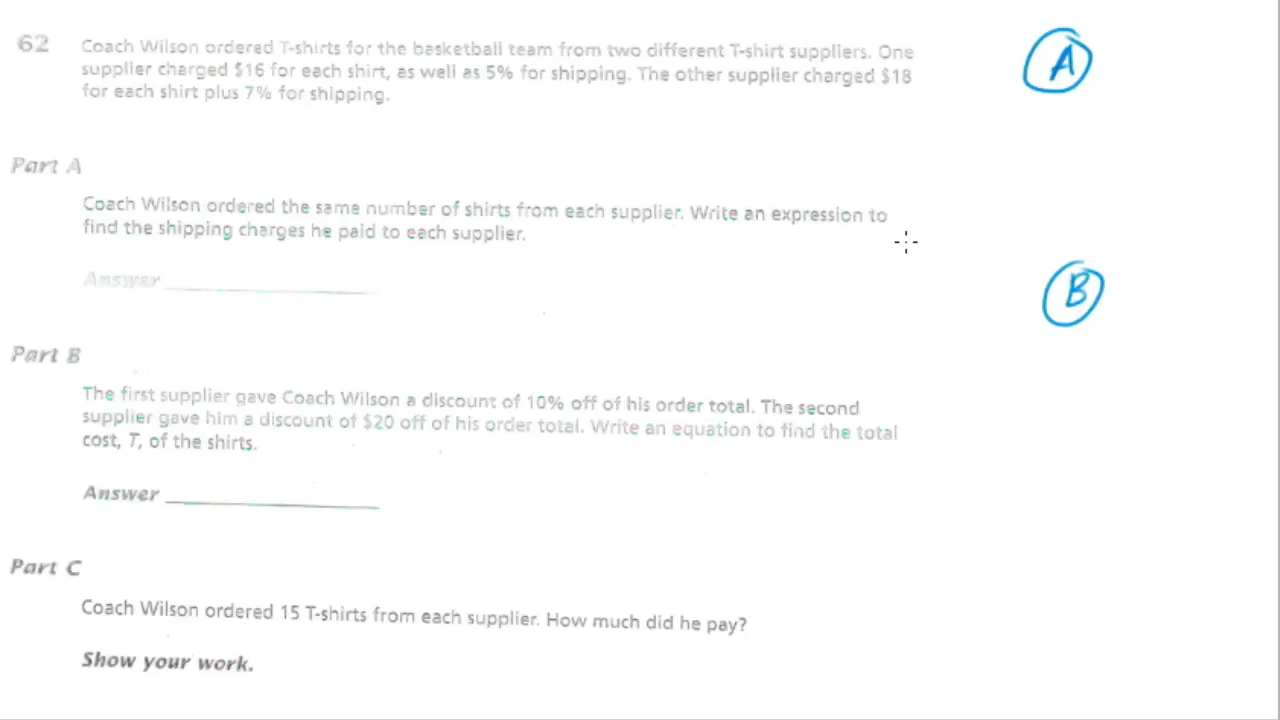 62 Coach Wilson ordered T-shirts for the basketball team from two different T-shirt suppliers. One
supplier charged $16 for each shirt, as well as 5% for shipping. The other supplier charged $18
for each shirt plus 7% for shipping.
A
Part A
Coach Wilson ordered the same number of shirts from each supplier. Write an expression to
find the shipping charges he paid to each supplier.
Answer
B
Part B
The first supplier gave Coach Wilson a discount of 10% off of his order total. The second
supplier gave him a discount of $20 off of his order total. Write an equation to find the total
cost, T, of the shirts.
Answer
Part C
Coach Wilson ordered 15 T-shirts from each supplier. How much did he pay?
Show your work.